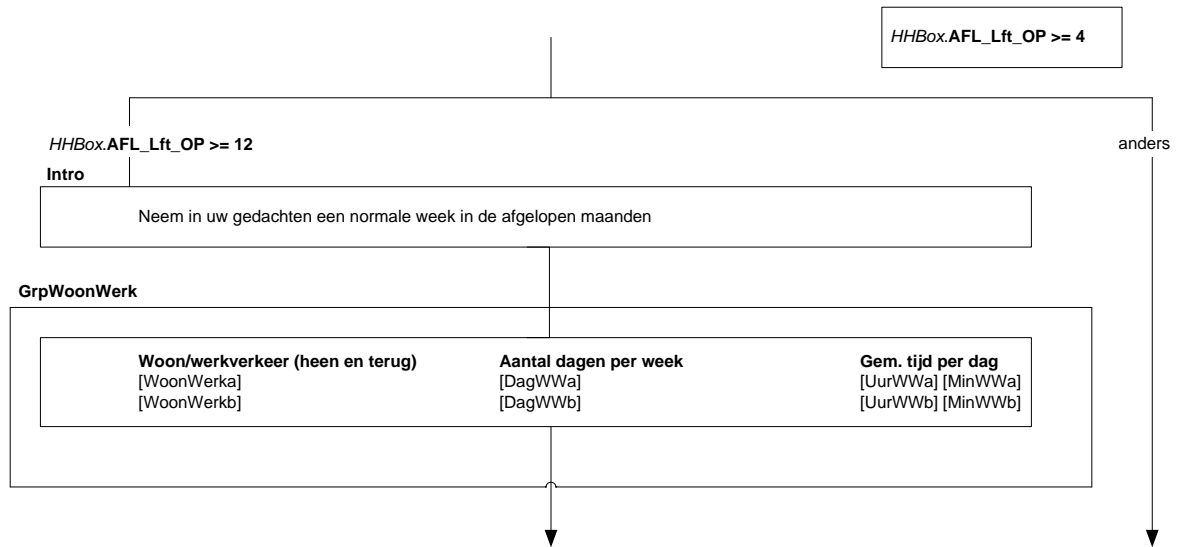 HHBox.AFL_Lft_OP >= 4
HHBox.AFL_Lft_OP >= 12
anders
Intro
Neem in uw gedachten een normale week in de afgelopen maanden
GrpWoonWerk
Woon/werkverkeer (heen en terug) Aantal dagen per week Gem. tijd per dag
[WoonWerka] [DagWWa] [UurWWa] [MinWWa]
[WoonWerkb] [DagWWb] [UurWWb] [MinWWb]